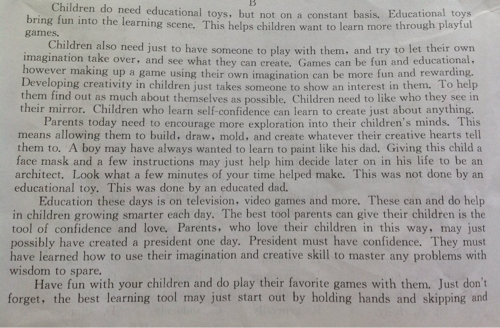 B
Children do need educational toys, but not on a constant basis. Educational toys
bring fun into the learning scene. This helps children want to learn more through playful
games.
Children also need just to have someone to play with them, and try to let their own
imagination take over, and see what they can create. Games can be fun and educational,
however making up a game using their own imagination can be more fun and rewarding.
Developing creativity in children just takes someone to show an interest in them. To help
them find out as much about themselves as possible. Children need to like who they see in
their mirror. Children who learn self-confidence can learn to create just about anything.
Parents today need to encourage more exploration into their children's minds. This
means allowing them to build, draw, mold, and create whatever their creative hearts tell
them to. A boy may have always wanted to learn to paint like his dad. Giving this child a
face mask and a few instructions may just help him decide later on in his life to be an
architect. Look what a few minutes of your time helped make. This was not done by an
educational toy. This was done by an educated dad.
Education these days is on television, video games and more. These can and do help
in children growing smarter each day. The best tool parents can give their children is the
tool of confidence and love. Parents, who love their children in this way, may just
possibly have created a president one day. President must have confidence. They must
have learned how to use their imagination and creative skill to master any problems with
wisdom to spare.
Have fun with your children and do play their favorite games with them. Just don't
forget, the best learning tool may just start out by holding hands and skipping and